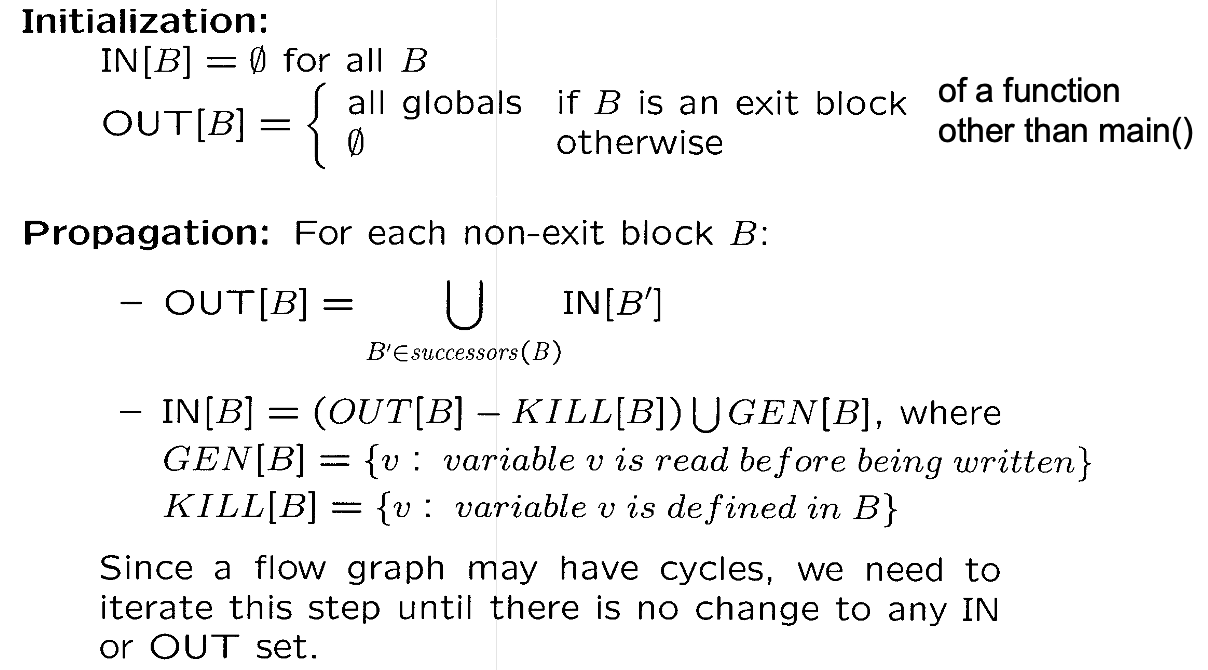 Initialization:
IN[B] = ∅ for all B
OUT[B] = { all globals if B is an exit block of a function
∅ otherwise other than main()
Propagation: For each non-exit block B:
– OUT[B] = ⋃ IN[B′]
B′∈successors(B)
– IN[B] = (OUT[B] − KILL[B]) ⋃ GEN[B], where
GEN[B] = {v : variable v is read before being written}
KILL[B] = {v : variable v is defined in B}
Since a flow graph may have cycles, we need to
iterate this step until there is no change to any IN
or OUT set.